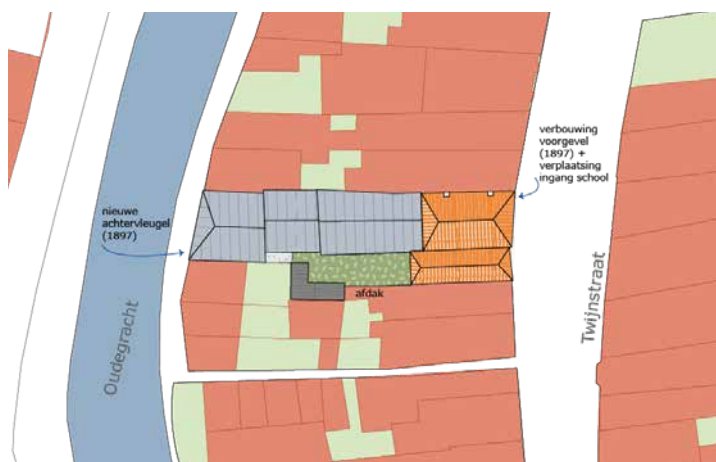 verbouwing
voorgevel
(1897) +
verplaatsing
ingang school
nieuwe
achtervleugel
(1897)
afdak
Oudegracht
Twijnstraat